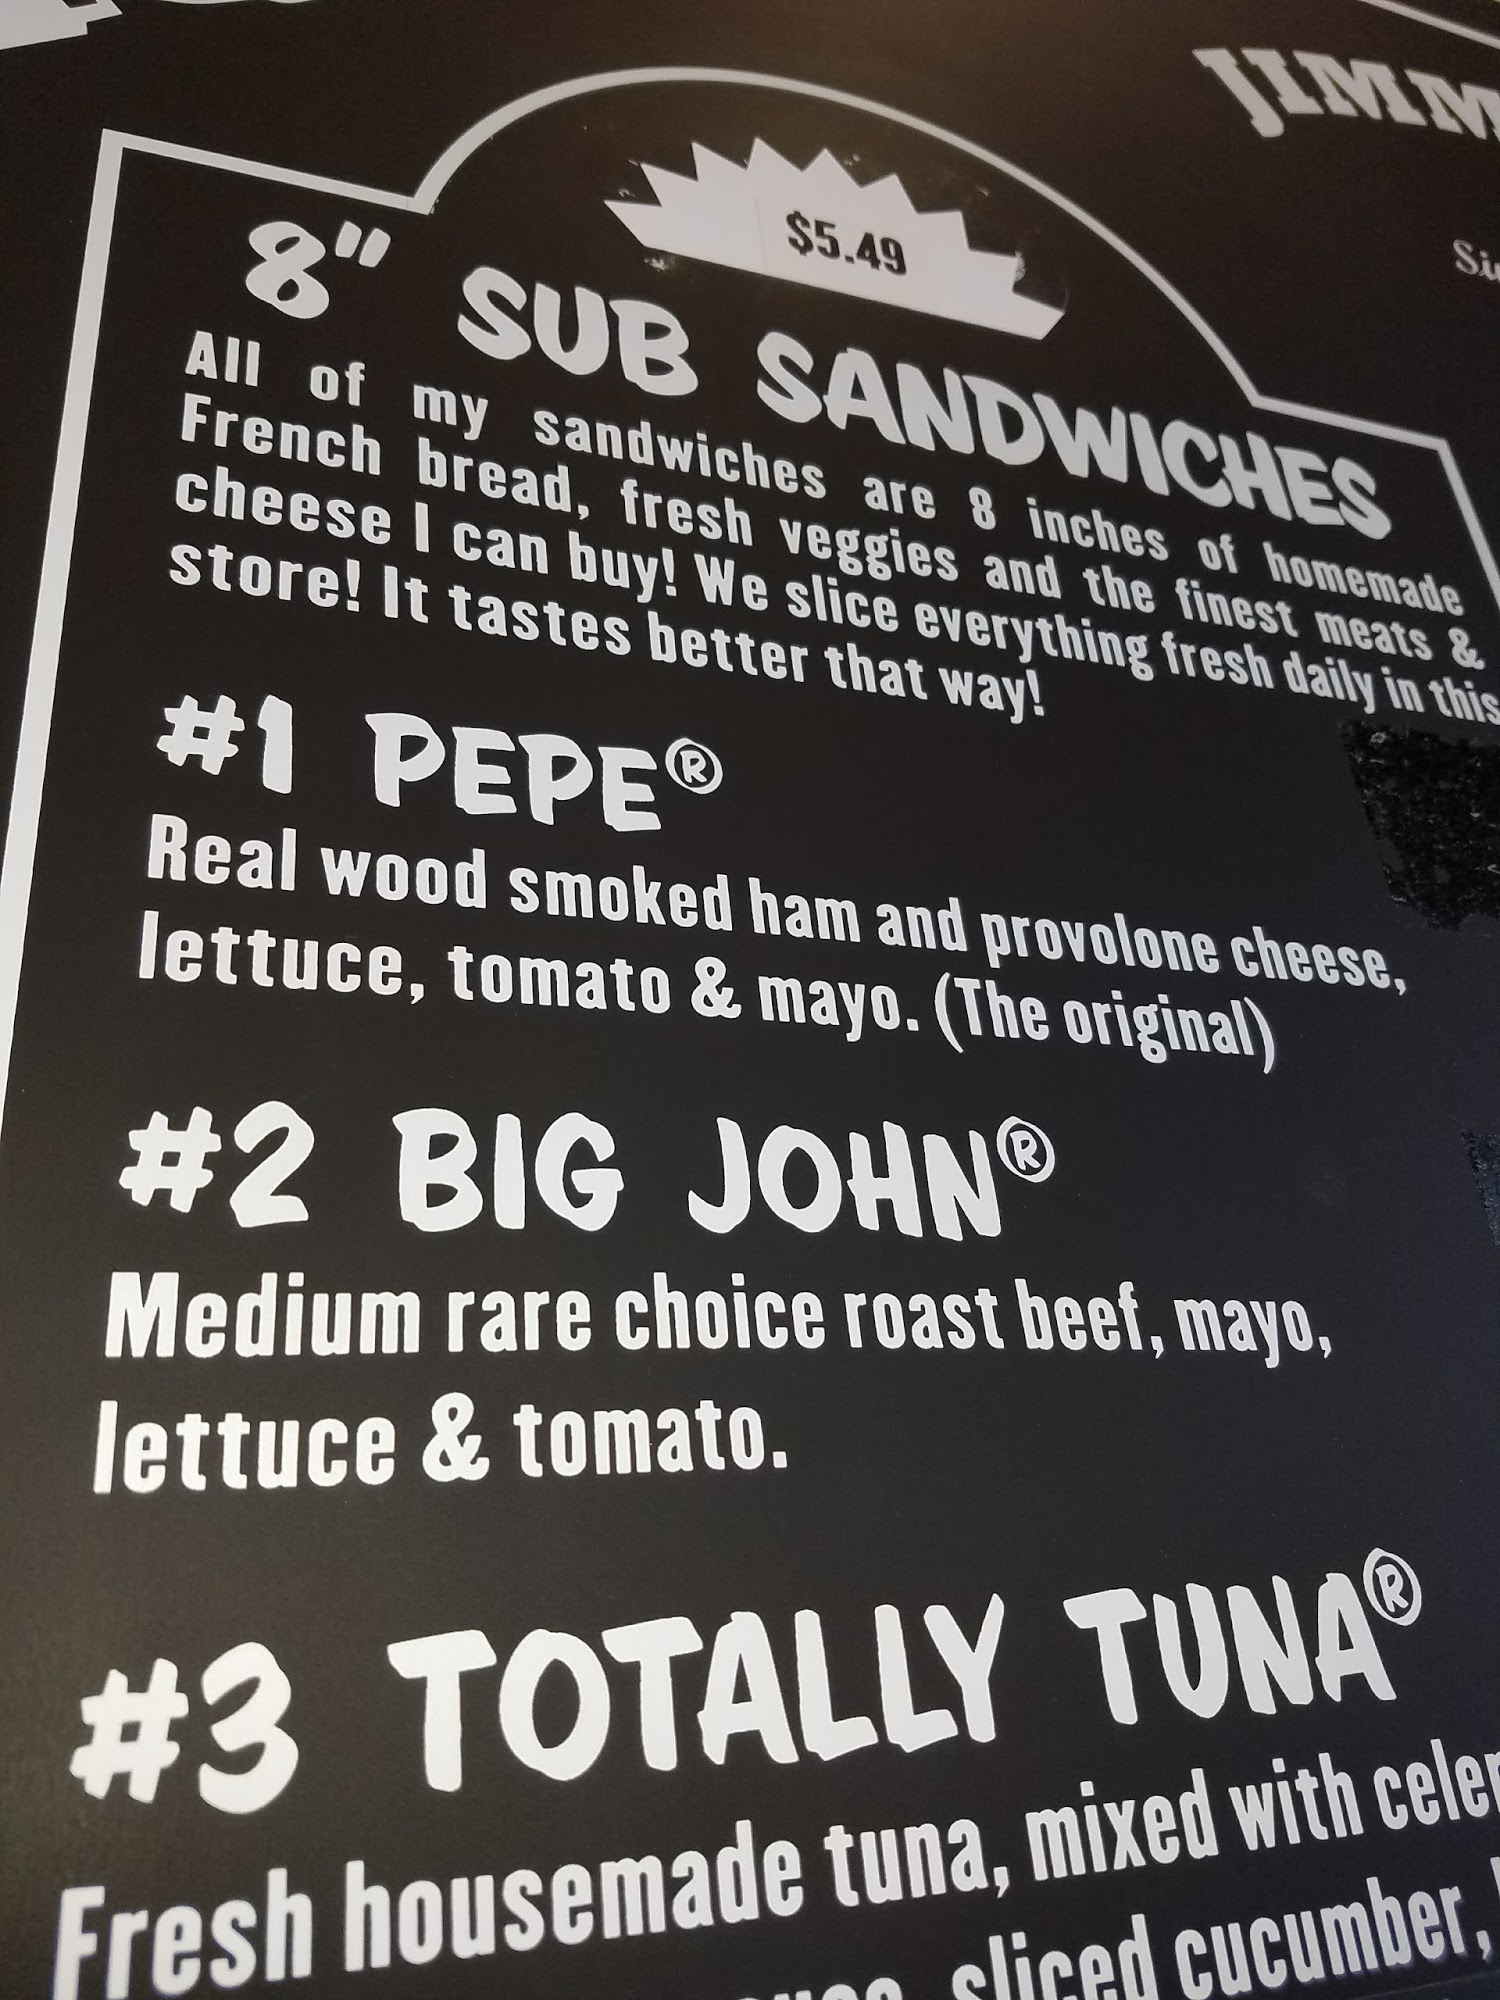 JIMM
$5.49
8" SUB SANDWICHES
All of my sandwiches are 8 inches of homemade
French bread, fresh veggies and the finest meats &
cheese I can buy! We slice everything fresh daily in this
store! It tastes better that way!
#1 PEPE®
Real wood smoked ham and provolone cheese,
lettuce, tomato & mayo. (The original)
#2 BIG JOHN®
Medium rare choice roast beef, mayo,
lettuce & tomato.
#3 TOTALLY TUNA®
Fresh housemade tuna, mixed with
sliced cucumber,